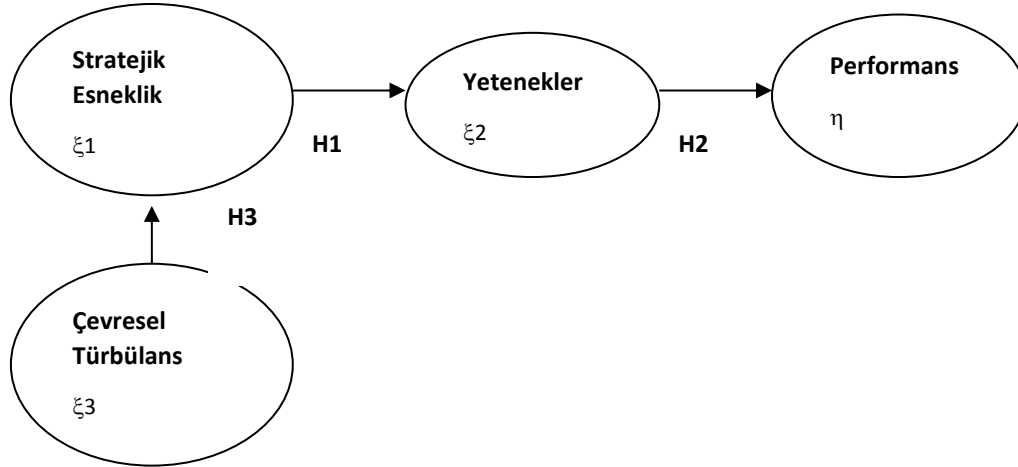 Stratejik
Esneklik
ξ1
H1
Yetenekler
ξ2
H2
Performans
η
H3
Çevresel
Türbülans
ξ3